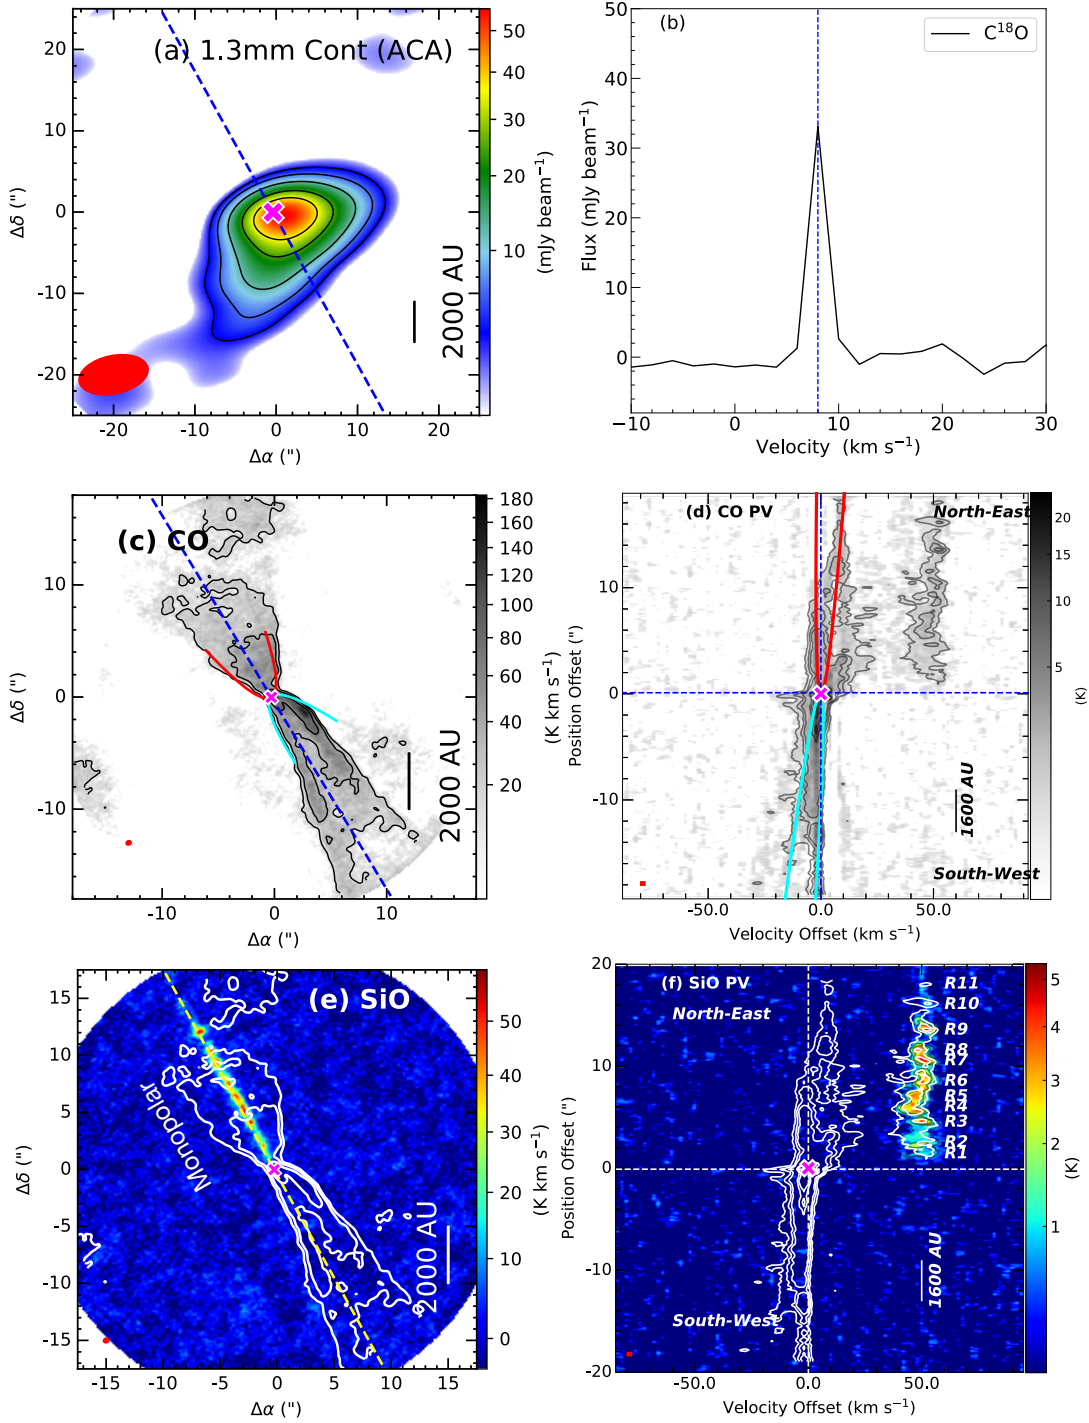 (a) 1.3mm Cont (ACA)
20
10
0
-10
-20
Δδ (")
-20
-10
0
10
20
Δα (")
2000 AU
50
40
30
20
10
(mJy beam⁻¹)
(b)
C¹⁸O
50
40
30
20
10
0
Flux (mJy beam⁻¹)
−10
0
10
20
30
Velocity (km s⁻¹)
(c) CO
10
0
-10
Δδ (")
-10
0
10
Δα (")
2000 AU
180
160
140
120
100
80
60
40
20
(K km s⁻¹)
(d) CO PV
North-East
South-West
10
0
-10
Position Offset (")
-50.0
0.0
50.0
Velocity Offset (km s⁻¹)
1600 AU
20
15
10
5
(K)
(e) SiO
Monopolar
15
10
5
0
-5
-10
-15
Δδ (")
-15
-10
-5
0
5
10
15
Δα (")
2000 AU
50
40
30
20
10
0
(K km s⁻¹)
(f) SiO PV
North-East
South-West
R11
R10
R9
R8
R7
R6
R5
R4
R3
R2
R1
20
10
0
-10
-20
Position Offset (")
-50.0
0.0
50.0
Velocity Offset (km s⁻¹)
1600 AU
5
4
3
2
1
(K)